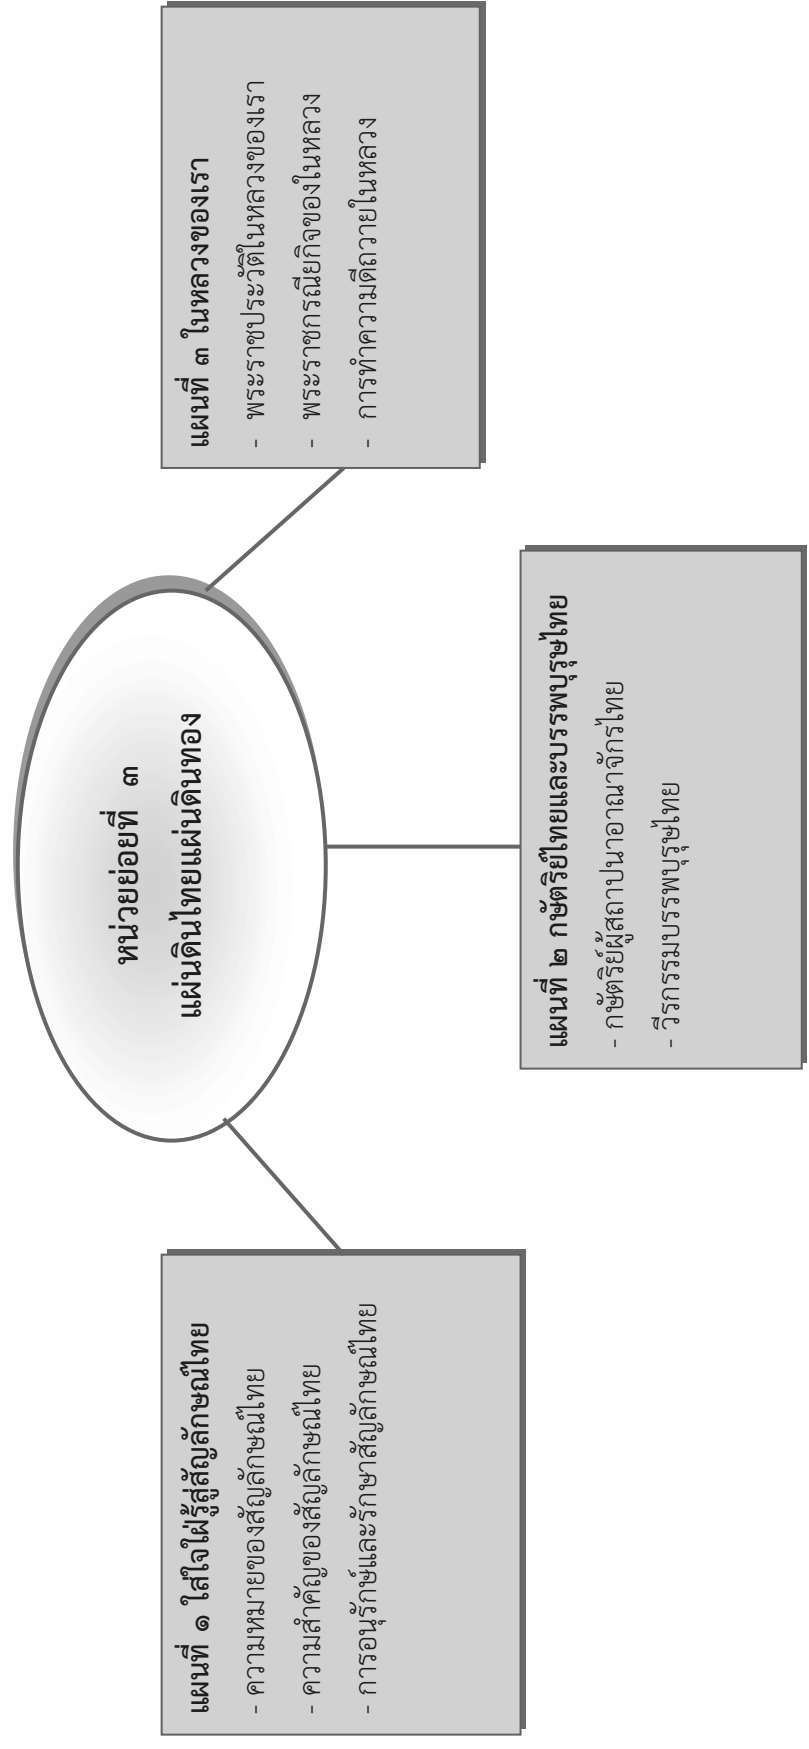 หน่วยย่อยที่ ๓
แผ่นดินไทยแผ่นดินทอง
แผนที่ ๑ ใส่ใจใฝ่รู้สู่สัญลักษณ์ไทย
- ความหมายของสัญลักษณ์ไทย
- ความสำคัญของสัญลักษณ์ไทย
- การอนุรักษ์และรักษาสัญลักษณ์ไทย
แผนที่ ๒ กษัตริย์ไทยและบรรพบุรุษไทย
- กษัตริย์ผู้สถาปนาอาณาจักรไทย
- วีรกรรมบรรพบุรุษไทย
แผนที่ ๓ ในหลวงของเรา
- พระราชประวัติในหลวงของเรา
- พระราชกรณียกิจของในหลวง
- การทำความดีถวายในหลวง